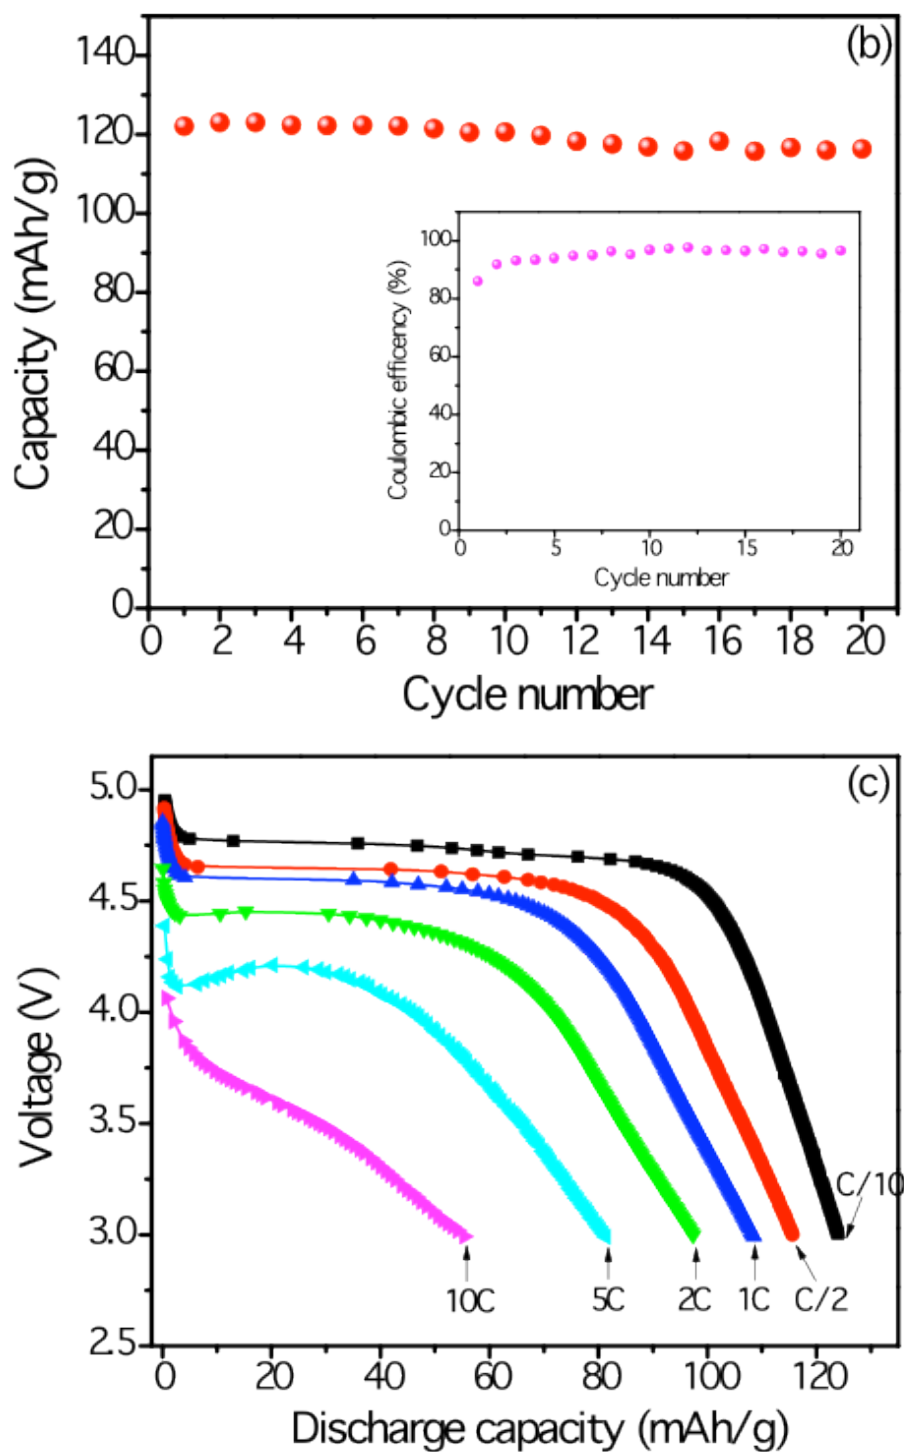 (b)
140
120
100
80
60
40
20
0
Capacity (mAh/g)
0 2 4 6 8 10 12 14 16 18 20
Cycle number
100
80
60
40
20
0
Coulombic efficency (%)
0 5 10 15 20
Cycle number
(c)
5.0
4.5
4.0
3.5
3.0
2.5
Voltage (V)
C/10
10C 5C 2C 1C C/2
0 20 40 60 80 100 120
Discharge capacity (mAh/g)